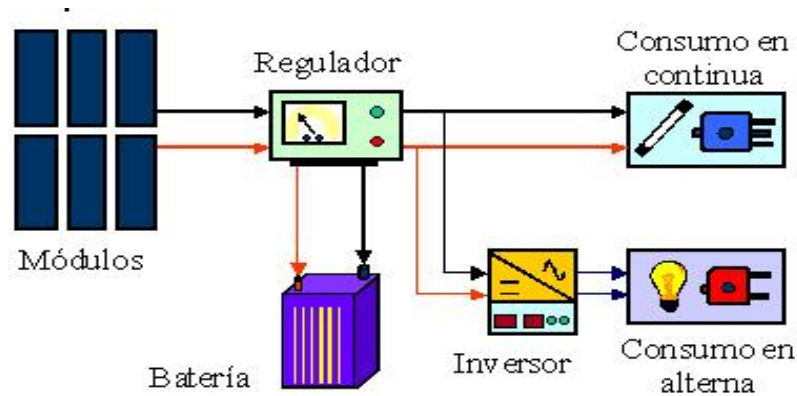 Consumo en
continua
Regulador
Módulos
Batería
Inversor
Consumo en
alterna